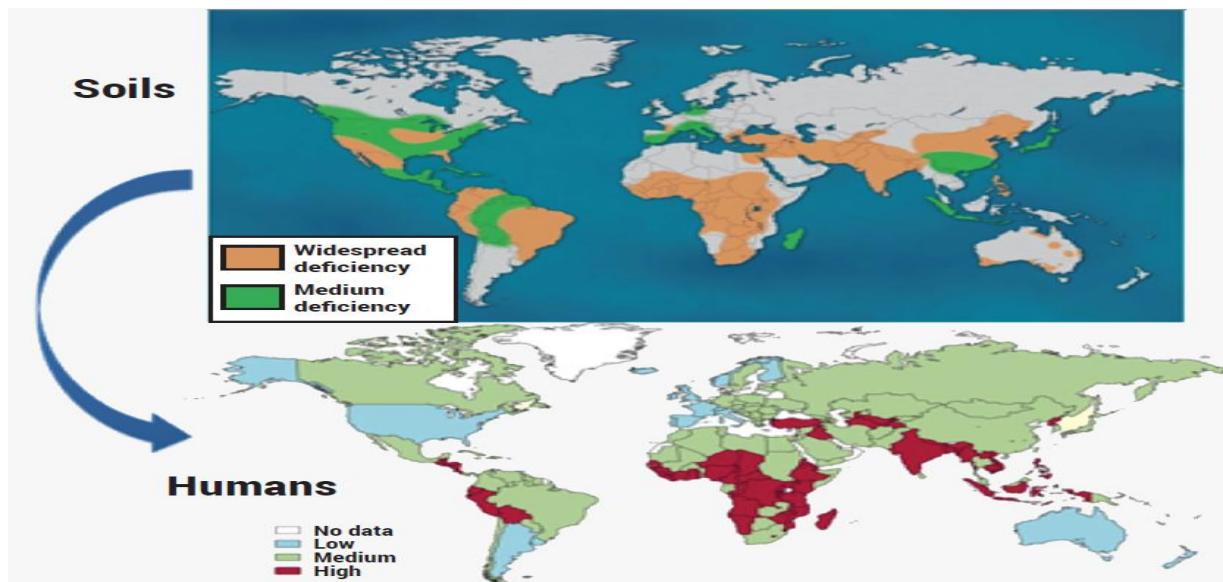 Soils
Widespread
deficiency
Medium
deficiency
Humans
No data
Low
Medium
High